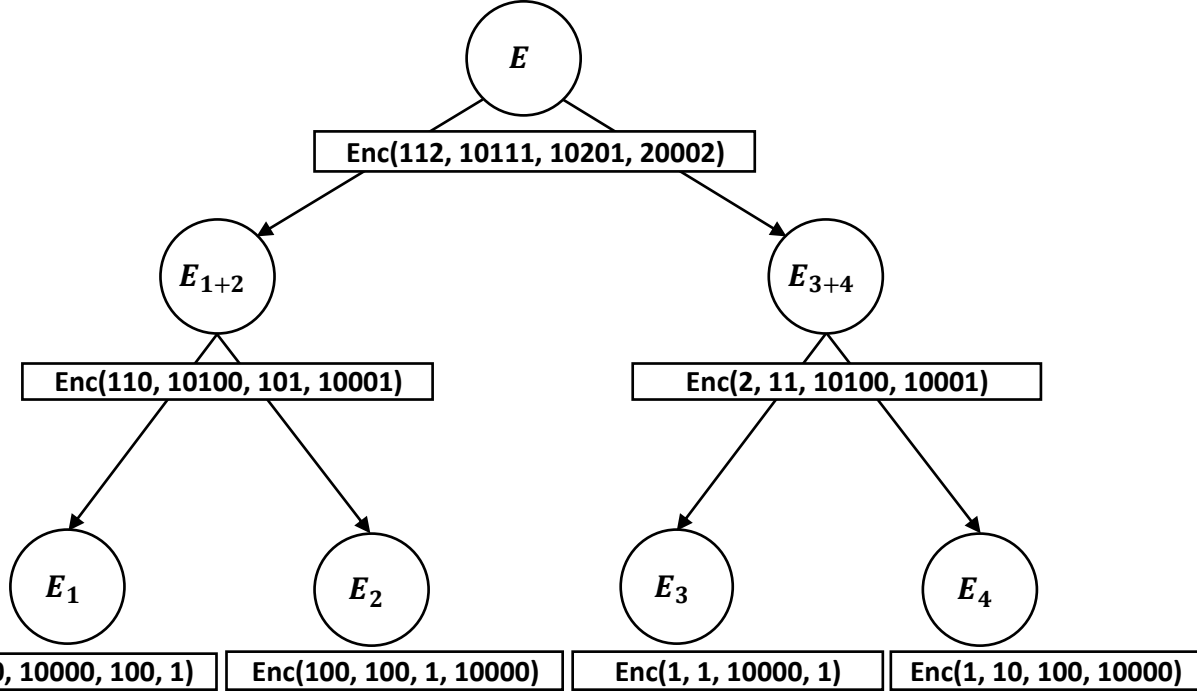 E
Enc(112, 10111, 10201, 20002)
E₁₊₂
E₃₊₄
Enc(110, 10100, 101, 10001)
Enc(2, 11, 10100, 10001)
E₁
E₂
E₃
E₄
10000, 100, 1)
Enc(100, 100, 1, 10000)
Enc(1, 1, 10000, 1)
Enc(1, 10, 100, 10000)